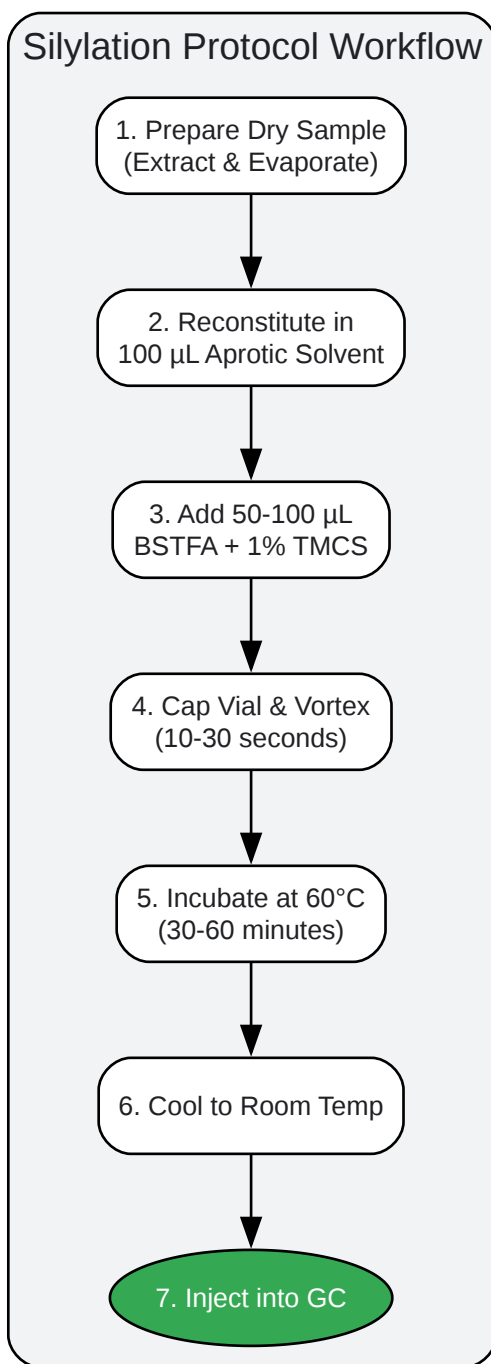 Silylation Protocol Workflow
1. Prepare Dry Sample
(Extract & Evaporate)
2. Reconstitute in
100 µL Aprotic Solvent
3. Add 50-100 µL
BSTFA + 1% TMCS
4. Cap Vial & Vortex
(10-30 seconds)
5. Incubate at 60°C
(30-60 minutes)
6. Cool to Room Temp
7. Inject into GC